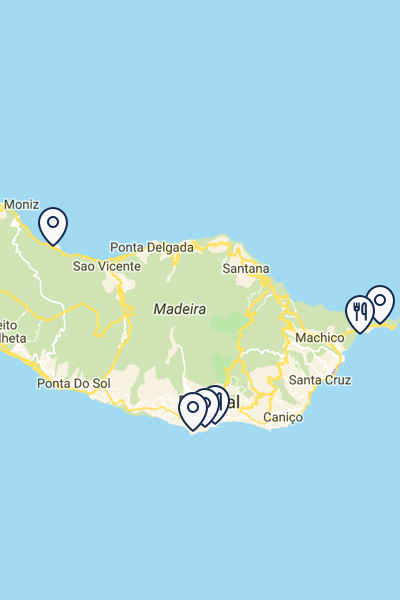 Moniz
Ponta Delgada
Sao Vicente
Santana
Madeira
eito
lheta
Machico
Ponta Do Sol
Santa Cruz
al
Caniço